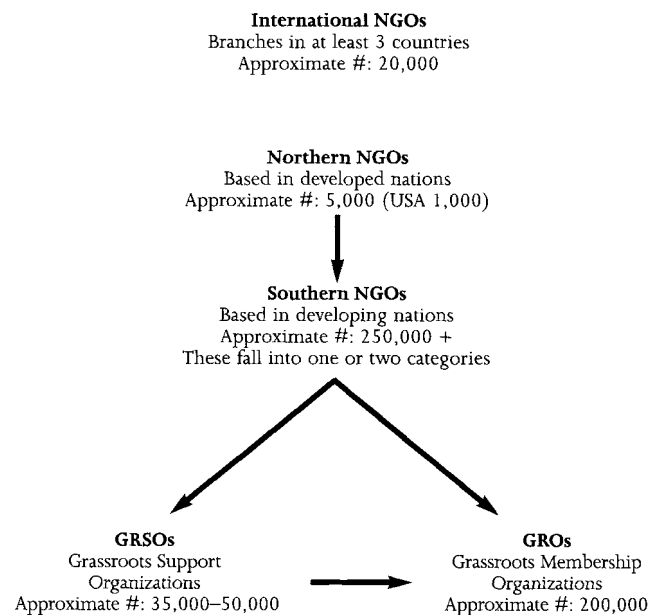 International NGOs
Branches in at least 3 countries
Approximate #: 20,000
Northern NGOs
Based in developed nations
Approximate #: 5,000 (USA 1,000)
Southern NGOs
Based in developing nations
Approximate #: 250,000 +
These fall into one or two categories
GRSOs
Grassroots Support
Organizations
Approximate #: 35,000–50,000
GROs
Grassroots Membership
Organizations
Approximate #: 200,000